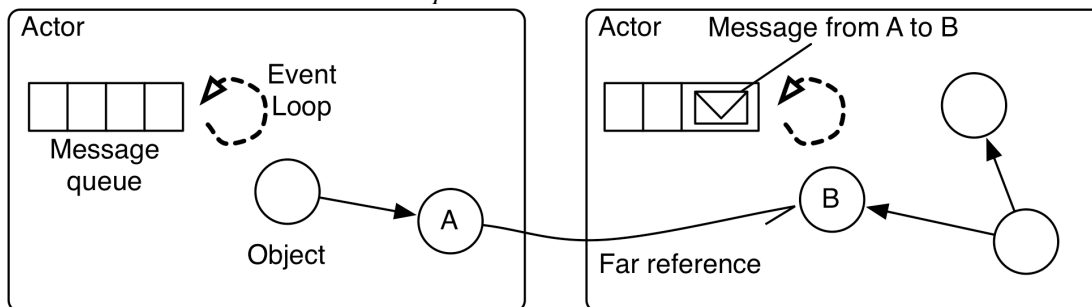 Actor
Event
Loop
Message
queue
A
Object
Actor
Message from A to B
B
Far reference